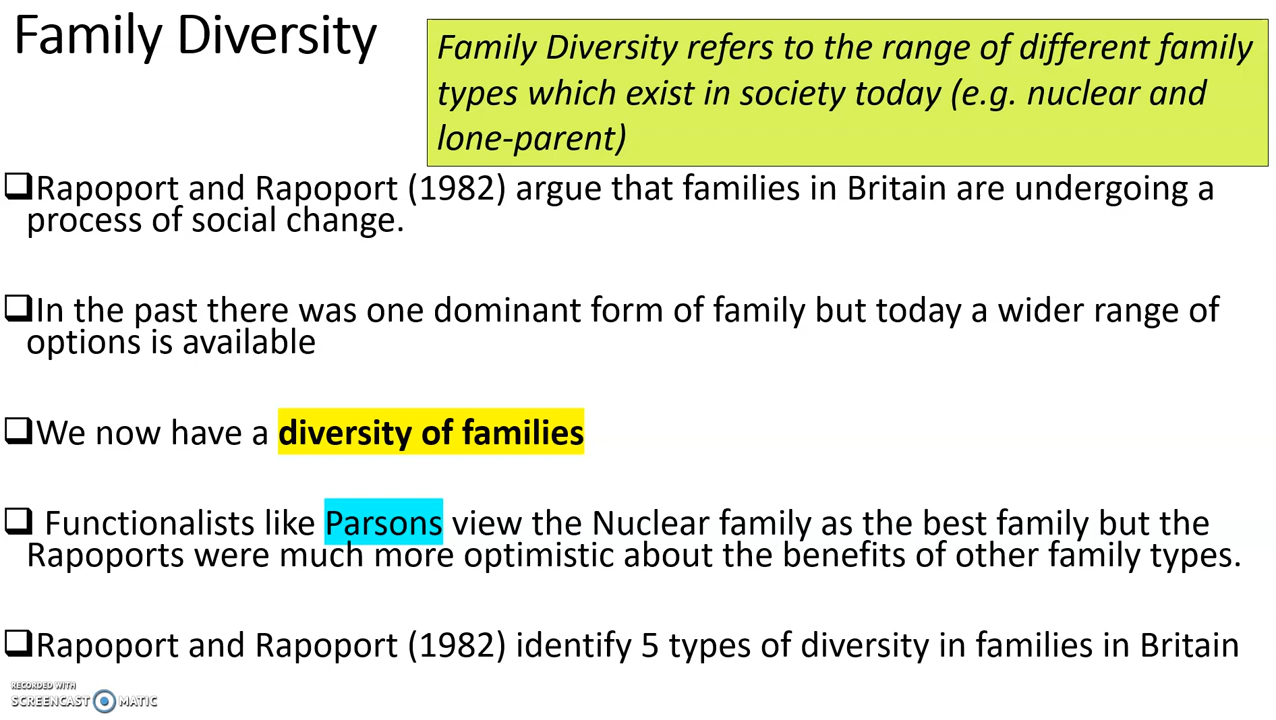 Family Diversity
Family Diversity refers to the range of different family
types which exist in society today (e.g. nuclear and
lone-parent)
❑Rapoport and Rapoport (1982) argue that families in Britain are undergoing a
process of social change.
❑In the past there was one dominant form of family but today a wider range of
options is available
❑We now have a diversity of families
❑ Functionalists like Parsons view the Nuclear family as the best family but the
Rapoports were much more optimistic about the benefits of other family types.
❑Rapoport and Rapoport (1982) identify 5 types of diversity in families in Britain
RECORDED WITH
SCREENCAST MATIC